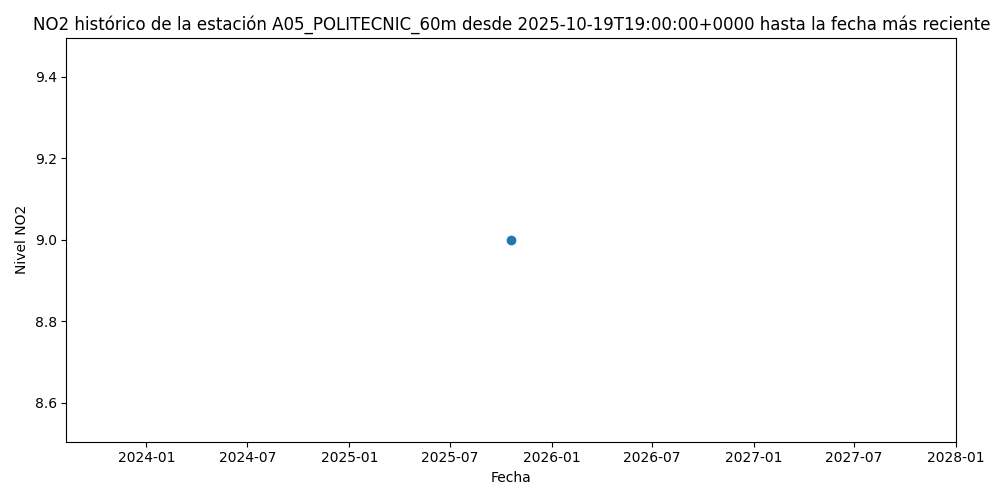 NO2 histórico de la estación A05_POLITECNIC_60m desde 2025-10-19T19:00:00+0000 hasta la fecha más reciente
9.4
9.2
9.0
8.8
8.6
Nivel NO2
2024-01 2024-07 2025-01 2025-07 2026-01 2026-07 2027-01 2027-07 2028-01
Fecha